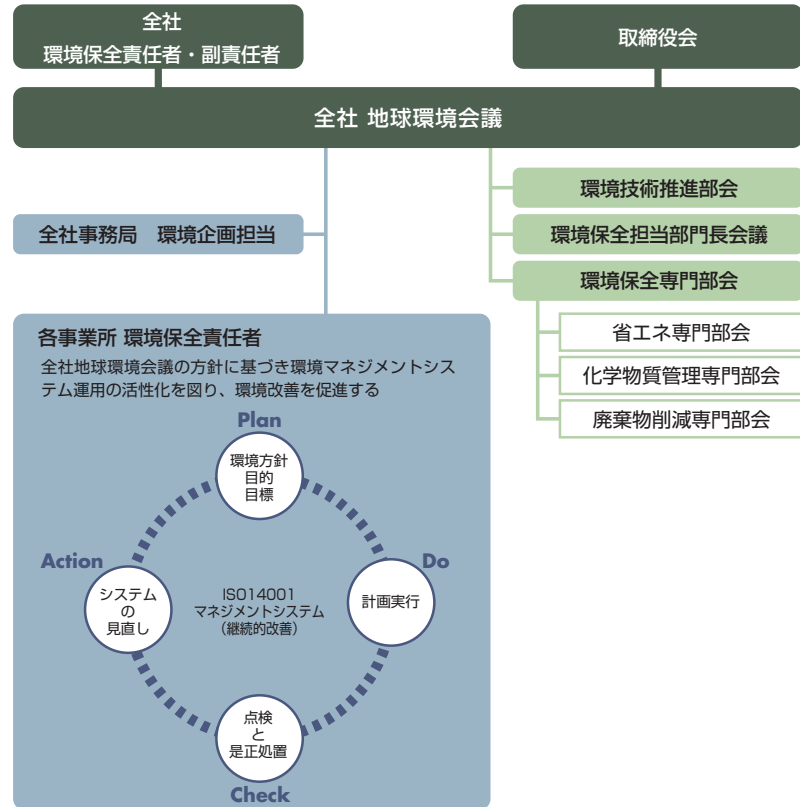 全社
環境保全責任者・副責任者
取締役会
全社 地球環境会議
環境技術推進部会
全社事務局　環境企画担当
環境保全担当部門長会議
環境保全専門部会
省エネ専門部会
化学物質管理専門部会
廃棄物削減専門部会
各事業所 環境保全責任者
全社地球環境会議の方針に基づき環境マネジメントシス
テム運用の活性化を図り、環境改善を促進する
Plan
環境方針
目的
目標
Action
Do
システム
の
見直し
ISO14001
マネジメントシステム
（継続的改善）
計画実行
点検
と
是正処置
Check